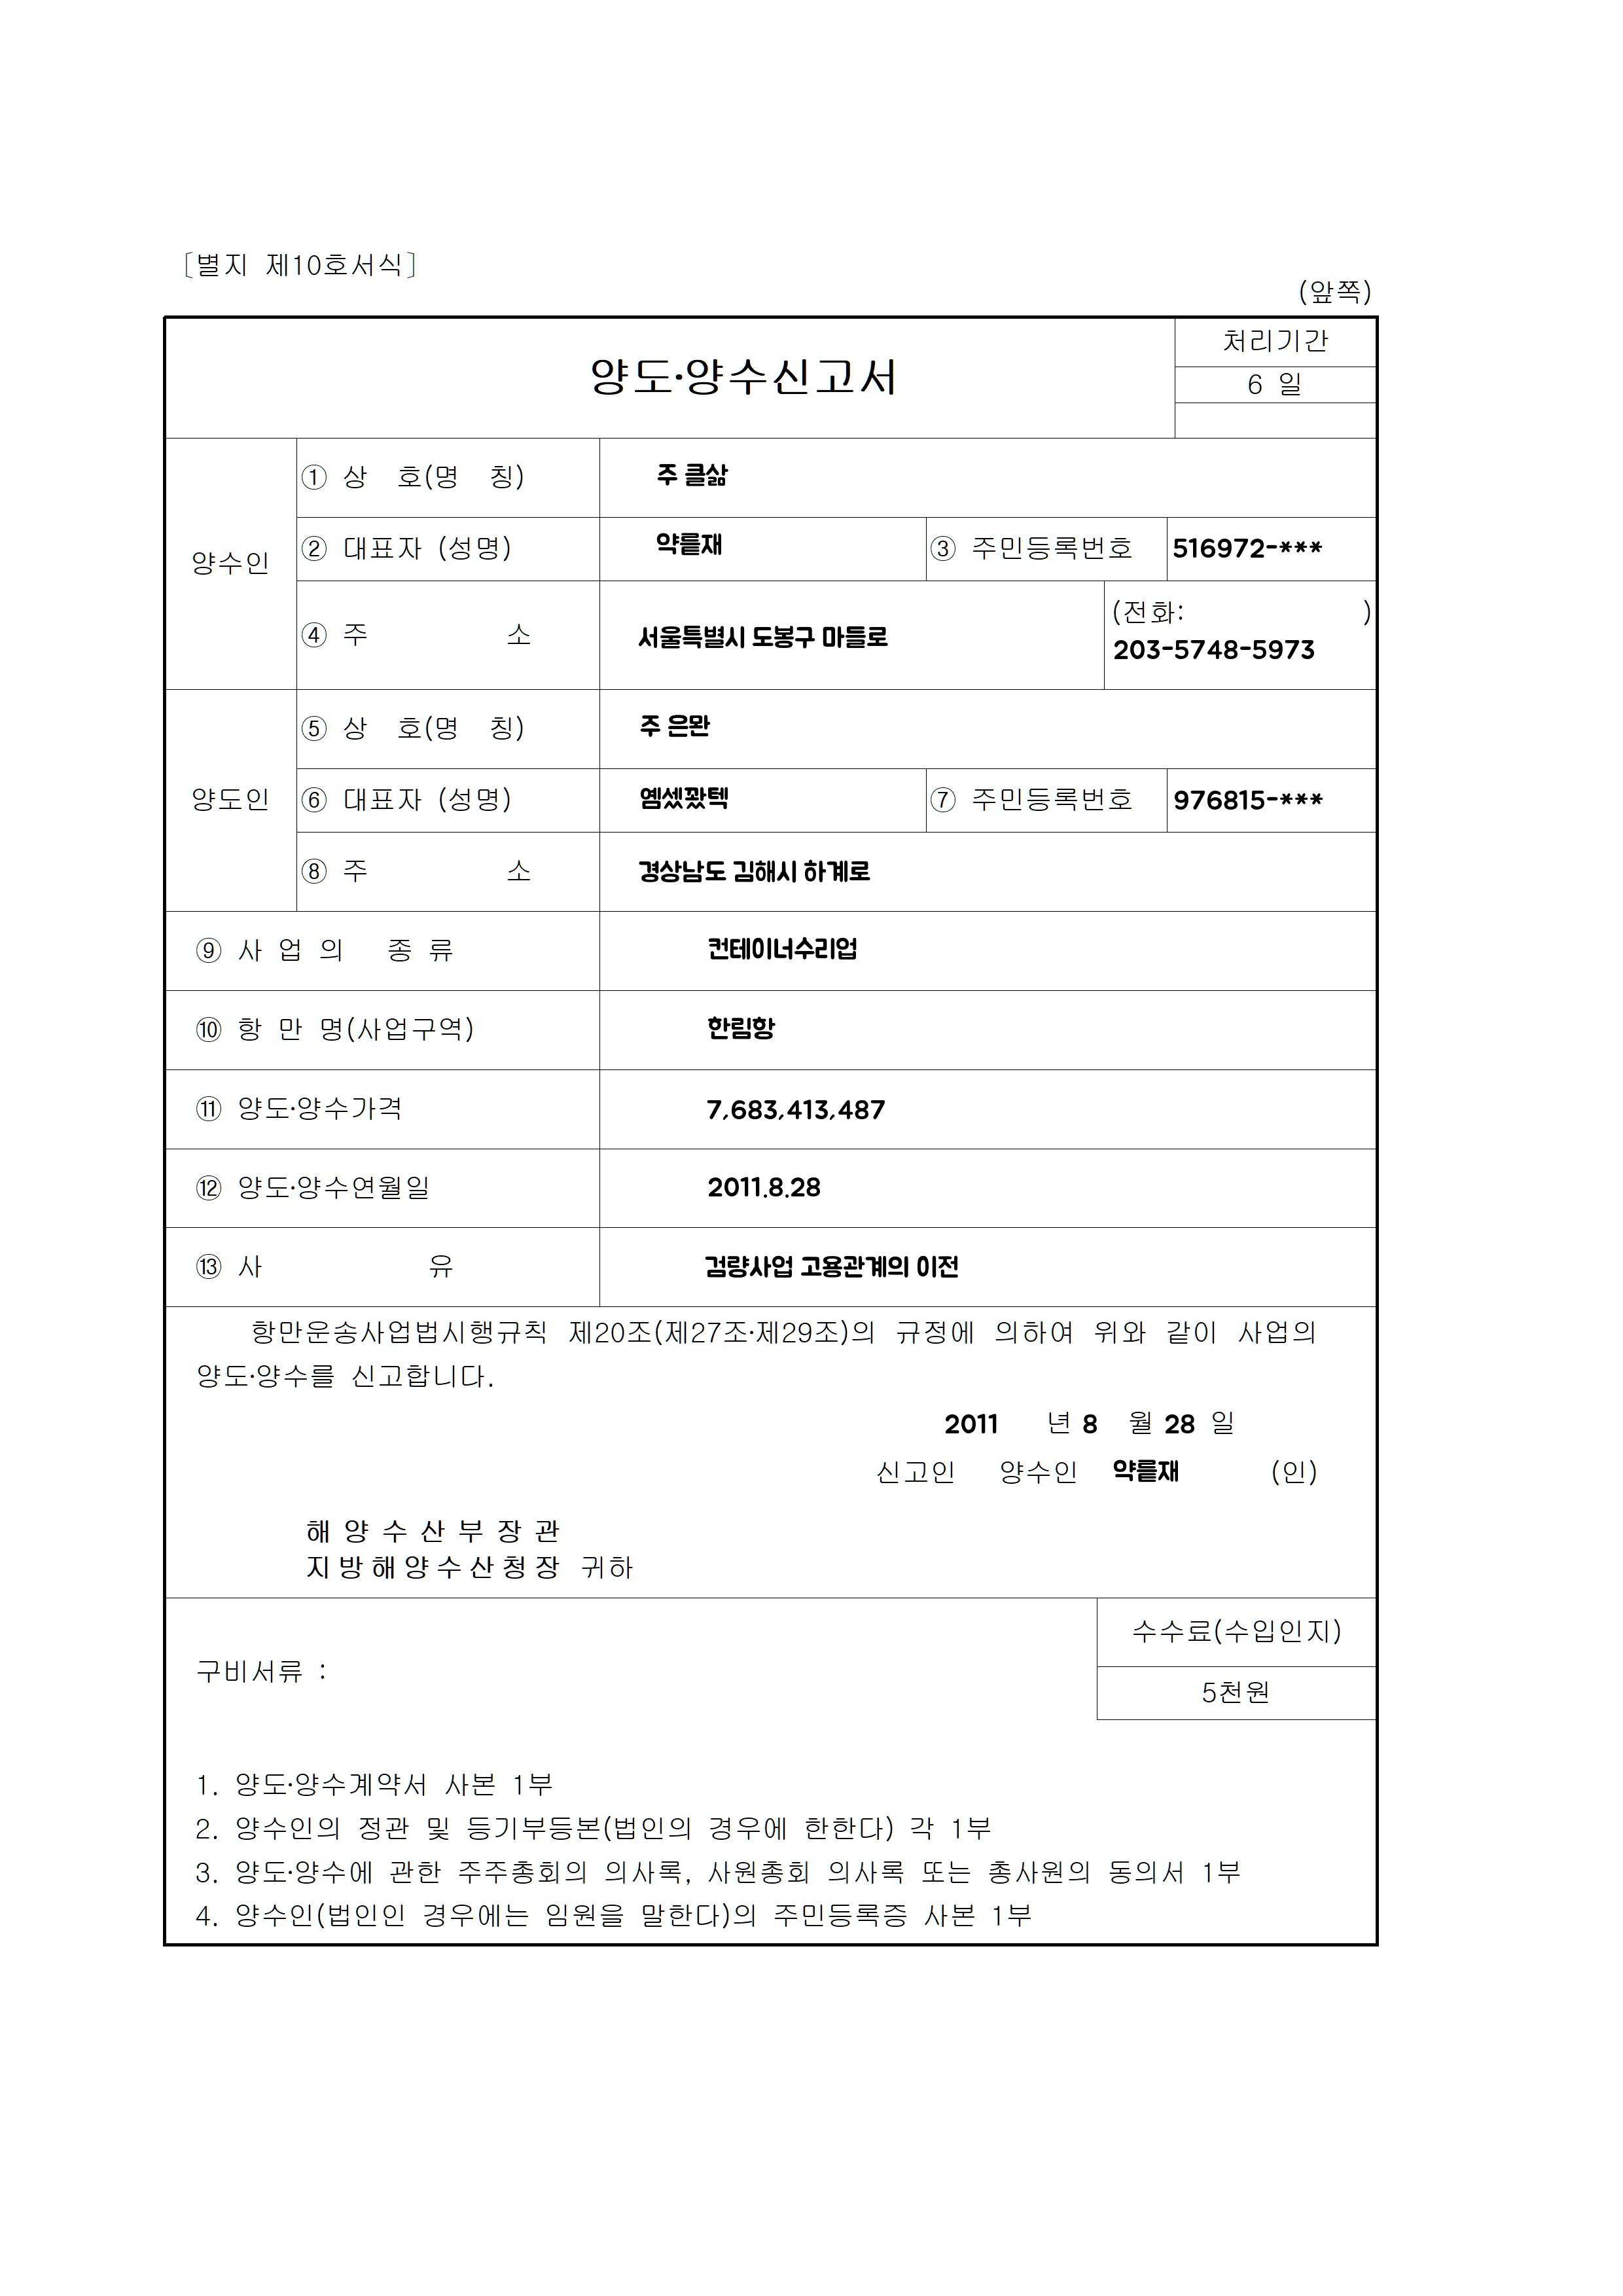 [별지 제10호서식]
(앞쪽)
양도·양수신고서
처리기간
6 일
양수인
① 상 호(명 칭)
주 클삶
② 대표자 (성명)
약륻재
③ 주민등록번호
516972-***
④ 주 소
서울특별시 도봉구 마들로
(전화: )
203-5748-5973
양도인
⑤ 상 호(명 칭)
주 은뫈
⑥ 대표자 (성명)
⑦ 주민등록번호
976815-***
⑧ 주 소
경상남도 김해시 하계로
⑨ 사 업 의 종 류
컨테이너수리업
⑩ 항 만 명(사업구역)
한림항
⑪ 양도·양수가격
7,683,413,487
⑫ 양도·양수연월일
2011.8.28
⑬ 사 유
검량사업 고용관계의 이전
항만운송사업법시행규칙 제20조(제27조·제29조)의 규정에 의하여 위와 같이 사업의
양도·양수를 신고합니다.
2011 년 8 월 28 일
신고인 양수인 약륻재 (인)
해 양 수 산 부 장 관
지 방 해 양 수 산 청 장 귀하
구비서류 :
수수료(수입인지)
5천원
1. 양도·양수계약서 사본 1부
2. 양수인의 정관 및 등기부등본(법인의 경우에 한한다) 각 1부
3. 양도·양수에 관한 주주총회의 의사록, 사원총회 의사록 또는 총사원의 동의서 1부
4. 양수인(법인인 경우에는 임원을 말한다)의 주민등록증 사본 1부